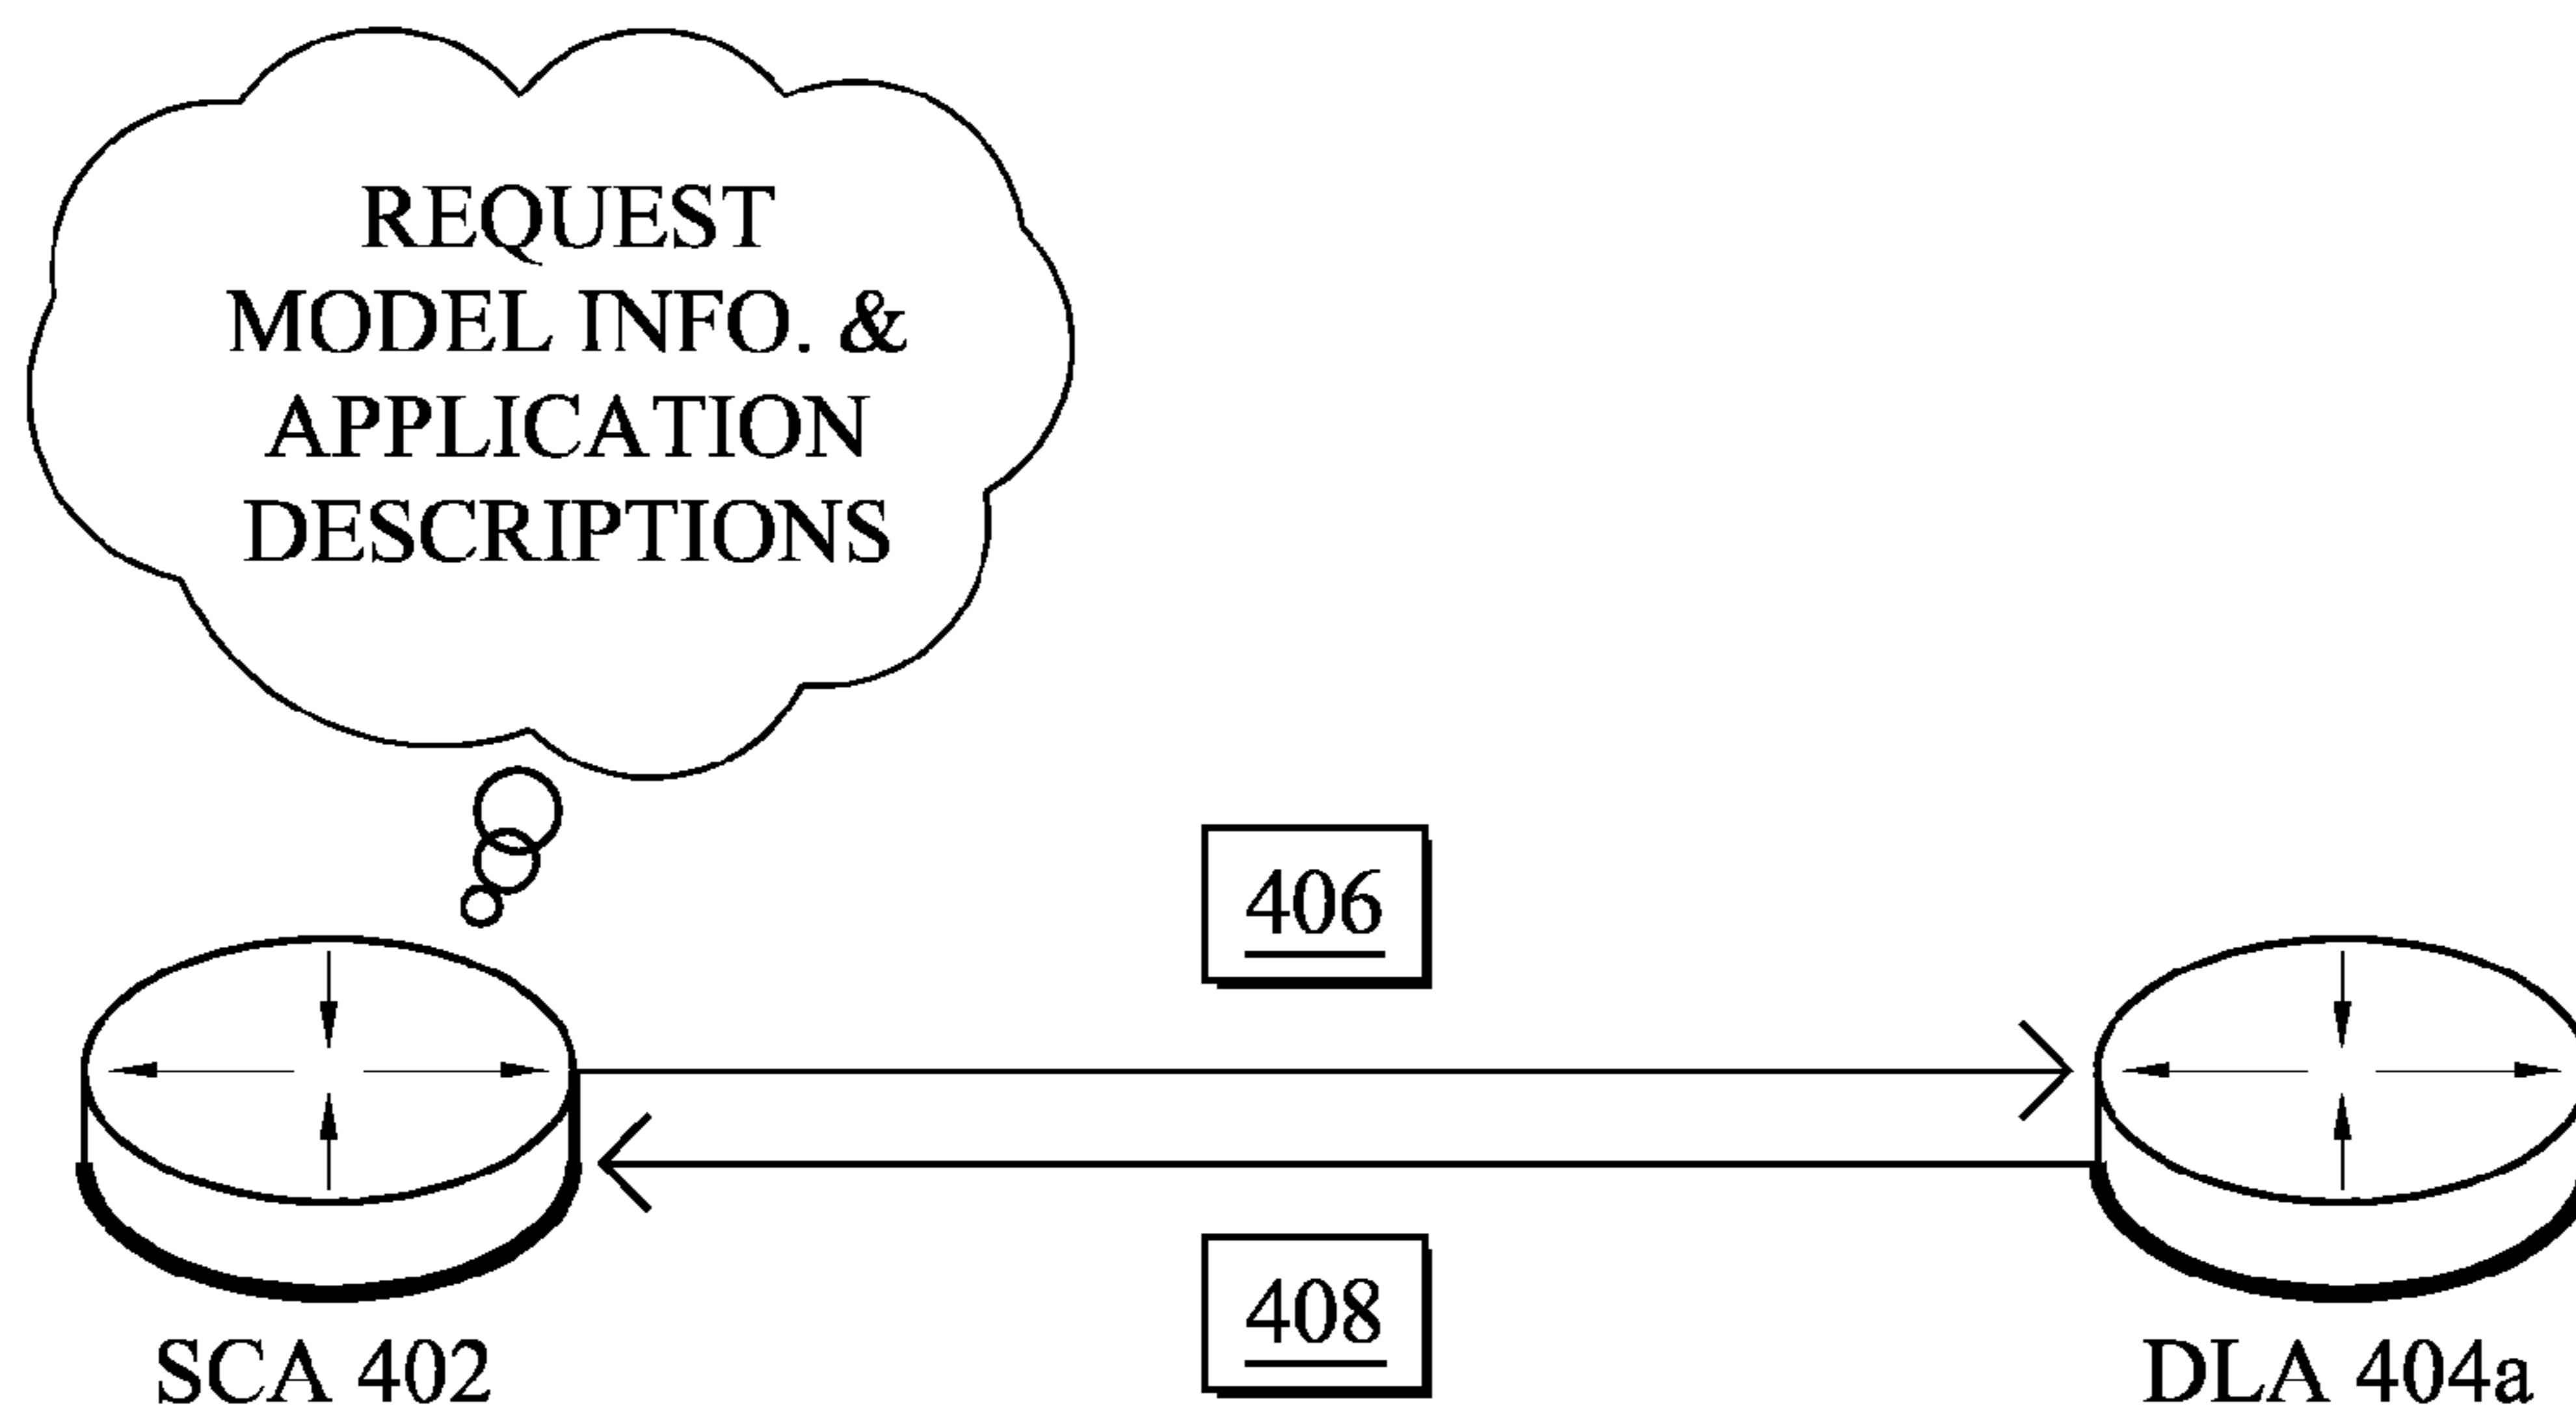 REQUEST
MODEL INFO. &
APPLICATION
DESCRIPTIONS
406
408
SCA 402
DLA 404a